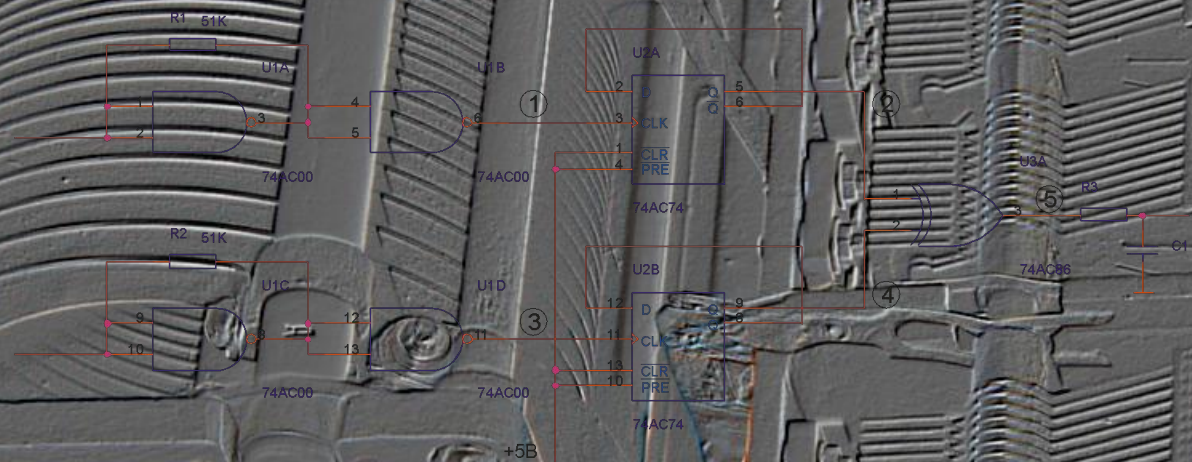 R1 51K
U1A
U1B
U2A
1
2
3
4
5
6
①
2
D
3
CLK
1
CLR
4
PRE
Q 5
Q 6
②
74AC00
74AC00
74AC74
U3A
1
2
3
⑤
R3
74AC86
C1
R2 51K
U1C
U1D
U2B
9
10
12
13
11
③
12
D
11
CLK
13
CLR
10
PRE
Q 9
Q 8
④
74AC00
74AC00
74AC74
+5B